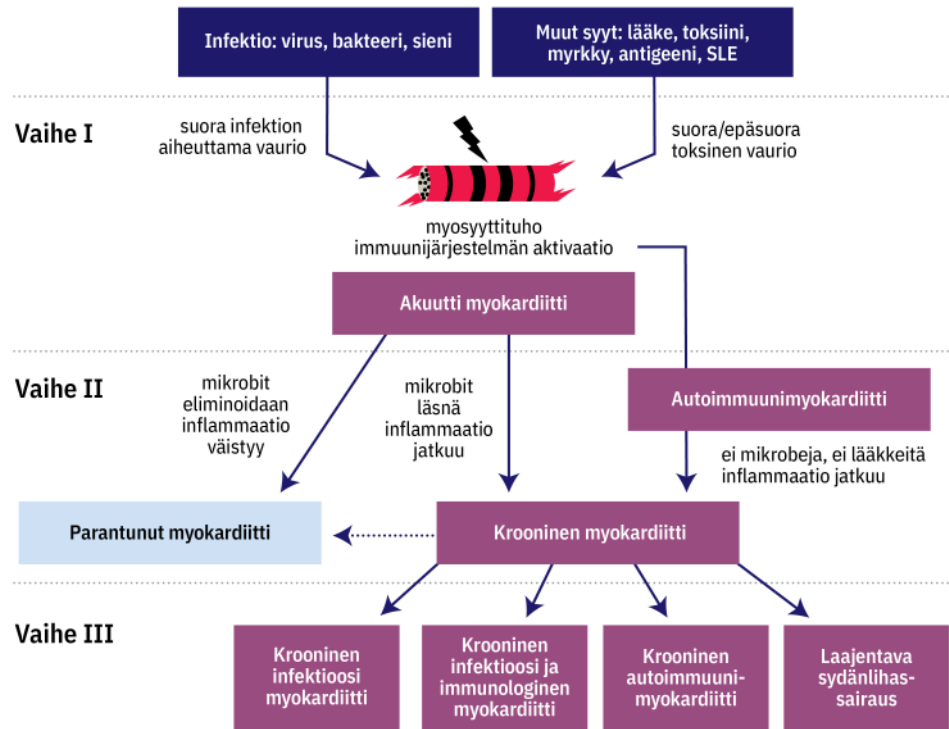 Infektio: virus, bakteeri, sieni
Muut syyt: lääke, toksiini,
myrkky, antigeeni, SLE
Vaihe I
suora infektion
aiheuttama vaurio
suora/epäsuora
toksinen vaurio
myosyyttituho
immuunijärjestelmän aktivaatio
Akuutti myokardiitti
Vaihe II
mikrobit
eliminoidaan
inflammaatio
väistyy
mikrobit
läsnä
inflammaatio
jatkuu
Autoimmuunimyokardiitti
ei mikrobeja, ei lääkkeitä
inflammaatio jatkuu
Parantunut myokardiitti
Krooninen myokardiitti
Vaihe III
Krooninen
infektioosi
myokardiitti
Krooninen
infektioosi ja
immunologinen
myokardiitti
Krooninen
autoimmuuni-
myokardiitti
Laajentava
sydänlihas-
sairaus